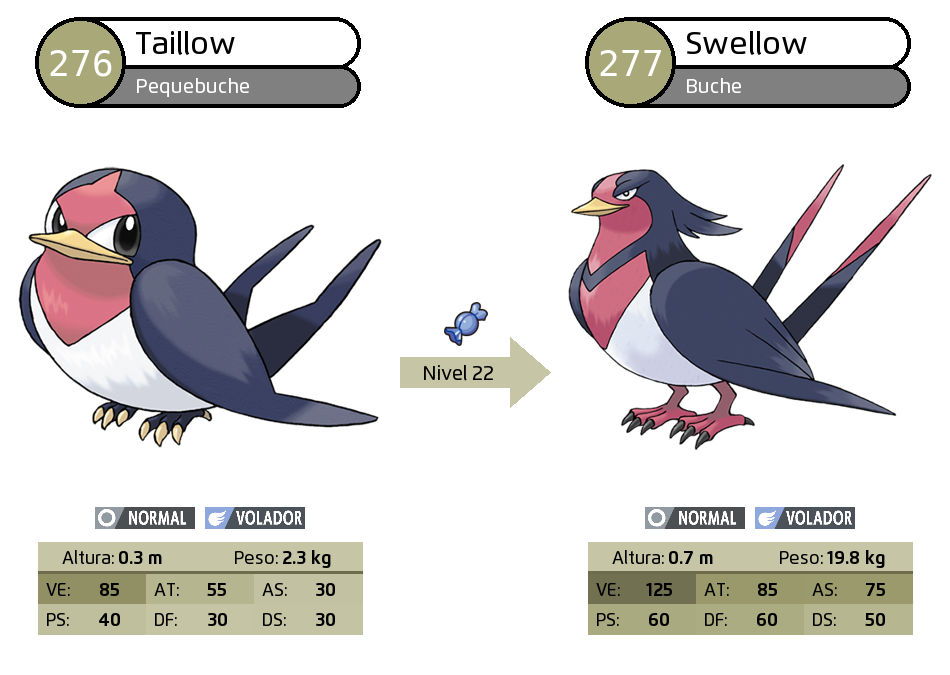 276
Taillow
Pequebuche
277
Swellow
Buche
Nivel 22
NORMAL VOLADOR
Altura: 0.3 m Peso: 2.3 kg
VE: 85 AT: 55 AS: 30
PS: 40 DF: 30 DS: 30
NORMAL VOLADOR
Altura: 0.7 m Peso: 19.8 kg
VE: 125 AT: 85 AS: 75
PS: 60 DF: 60 DS: 50